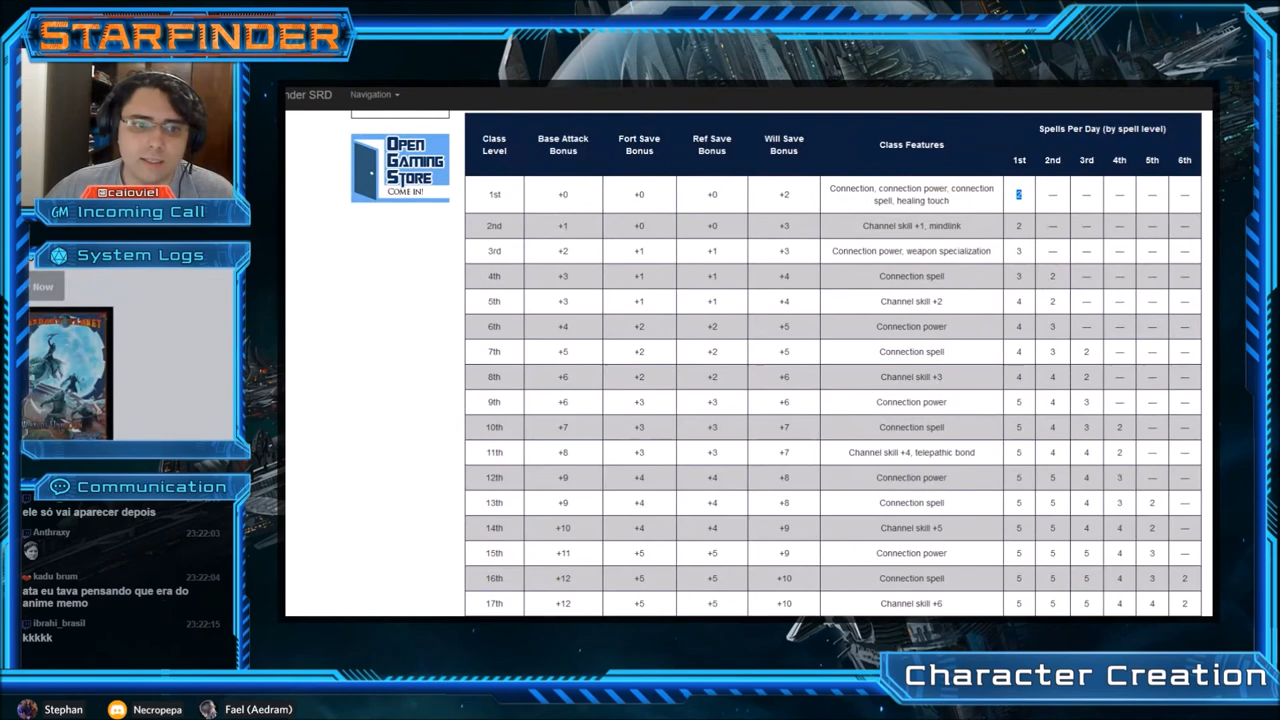 STARFINDER
@caioviel
GM Incoming Call
System Logs
Now
Communication
ele só vai aparecer depois
Anthraxy 23:22:03
kadu brum 23:22:04
ata eu tava pensando que era do
anime memo
ibrahi_brasil 23:22:15
kkkkk
nder SRD Navigation
OPEN
GAMING
STORE
COME IN!
Class Level Base Attack Bonus Fort Save Bonus Ref Save Bonus Will Save Bonus Class Features Spells Per Day (by spell level)
1st 2nd 3rd 4th 5th 6th
1st +0 +0 +0 +2 Connection, connection power, connection spell, healing touch 2 — — — — —
2nd +1 +0 +0 +3 Channel skill +1, mindlink 2 — — — — —
3rd +2 +1 +1 +3 Connection power, weapon specialization 3 — — — — —
4th +3 +1 +1 +4 Connection spell 3 2 — — — —
5th +3 +1 +1 +4 Channel skill +2 4 2 — — — —
6th +4 +2 +2 +5 Connection power 4 3 — — — —
7th +5 +2 +2 +5 Connection spell 4 3 2 — — —
8th +6 +2 +2 +6 Channel skill +3 4 4 2 — — —
9th +6 +3 +3 +6 Connection power 5 4 3 — — —
10th +7 +3 +3 +7 Connection spell 5 4 3 2 — —
11th +8 +3 +3 +7 Channel skill +4, telepathic bond 5 4 4 2 — —
12th +9 +4 +4 +8 Connection power 5 5 4 3 — —
13th +9 +4 +4 +8 Connection spell 5 5 4 3 2 —
14th +10 +4 +4 +9 Channel skill +5 5 5 4 4 2 —
15th +11 +5 +5 +9 Connection power 5 5 5 4 3 —
16th +12 +5 +5 +10 Connection spell 5 5 5 4 3 2
17th +12 +5 +5 +10 Channel skill +6 5 5 5 4 4 2
Character Creation
Stephan Necropepa Fael (Aedram)